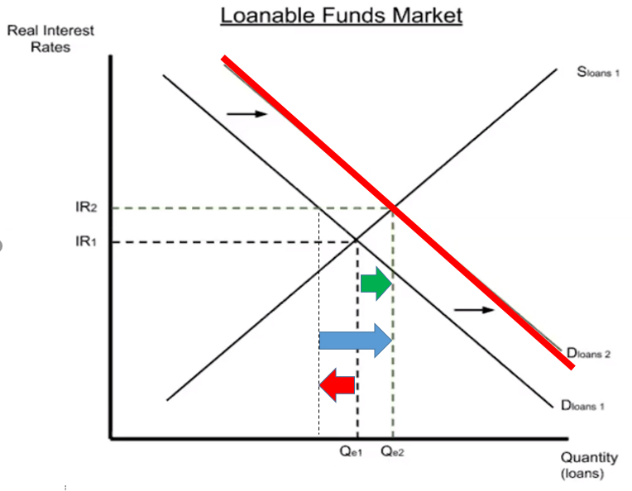 Loanable Funds Market
Real Interest
Rates
Sloans 1
IR2
IR1
Dloans 2
Dloans 1
Qe1 Qe2
Quantity
(loans)